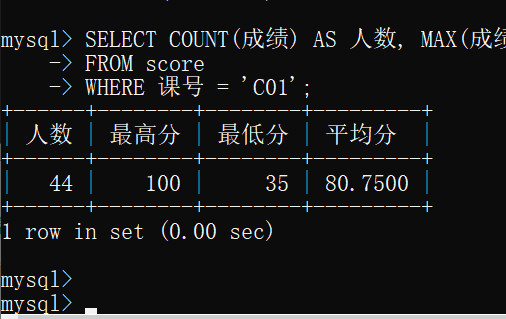 mysql> SELECT COUNT(成绩) AS 人数, MAX(成绩
-> FROM score
-> WHERE 课号 = 'C01';
+------+--------+--------+---------+
| 人数 | 最高分 | 最低分 | 平均分  |
+------+--------+--------+---------+
|   44 |    100 |     35 | 80.7500 |
+------+--------+--------+---------+
1 row in set (0.00 sec)
mysql>
mysql>